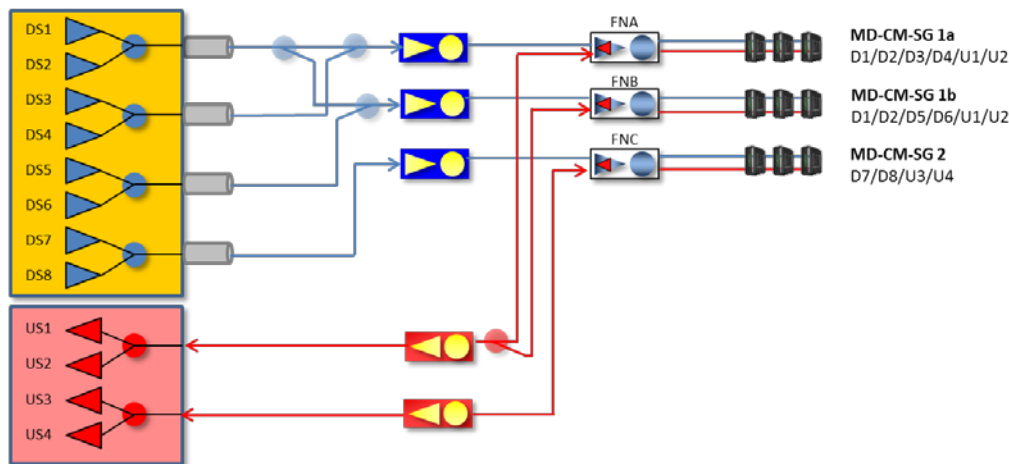 DS1
DS2
DS3
DS4
DS5
DS6
DS7
DS8
US1
US2
US3
US4
FNA
FNB
FNC
MD-CM-SG 1a
D1/D2/D3/D4/U1/U2
MD-CM-SG 1b
D1/D2/D5/D6/U1/U2
MD-CM-SG 2
D7/D8/U3/U4